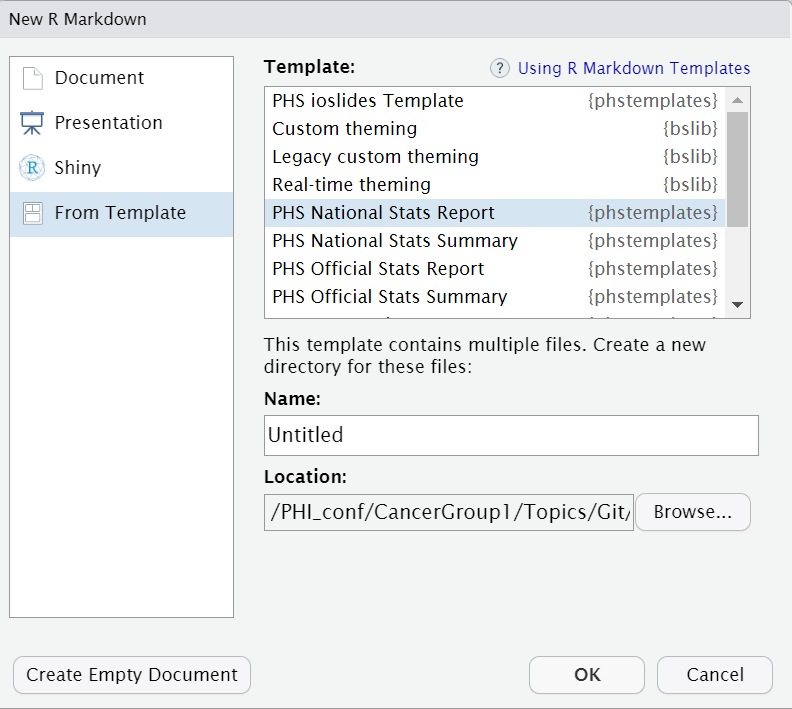 New R Markdown
Document
Presentation
R Shiny
From Template
Template:
? Using R Markdown Templates
PHS ioslides Template {phstemplates}
Custom theming {bslib}
Legacy custom theming {bslib}
Real-time theming {bslib}
PHS National Stats Report {phstemplates}
PHS National Stats Summary {phstemplates}
PHS Official Stats Report {phstemplates}
PHS Official Stats Summary {phstemplates}
This template contains multiple files. Create a new
directory for these files:
Name:
Untitled
Location:
/PHI_conf/CancerGroup1/Topics/Git/
Browse...
Create Empty Document
OK
Cancel